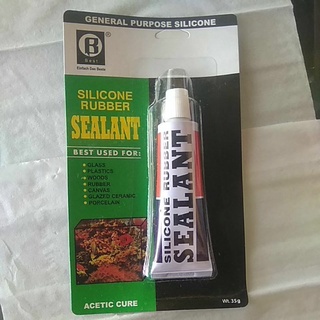 GENERAL PURPOSE SILICONE
B
Best
SILICONE
RUBBER
SEALANT
BEST USED FOR:
• GLASS
• PLASTICS
• WOODS
• RUBBER
• CANVAS
• GLAZED CERAMIC
• PORCELAIN
SILICONE RUBBER
SEALANT
ACETIC CURE
Wt. 35g